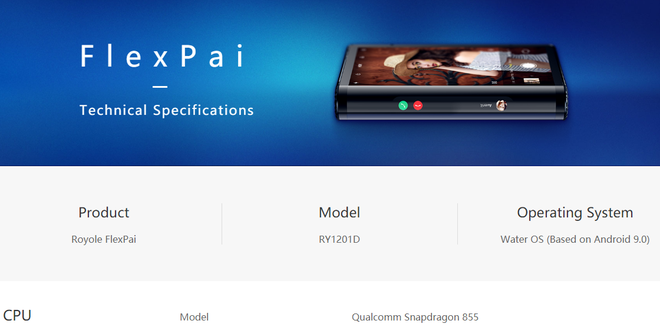 FlexPai
Technical Specifications
Product
Model
Operating System
Royole FlexPai
RY1201D
Water OS (Based on Android 9.0)
CPU
Model
Qualcomm Snapdragon 855